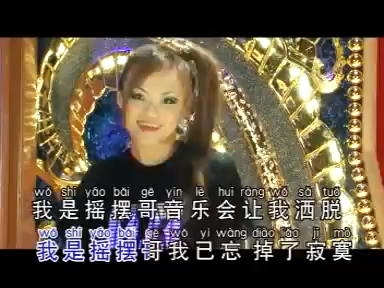 wǒ shì yāo bǎi gē yīn lè huì ràng wǒ sǎ tuō
我是摇摆哥音乐会让我洒脱
wǒ shì yāo bǎi gē wǒ yǐ wàng diào liǎo jì mò
我是摇摆哥我已忘掉了寂寞